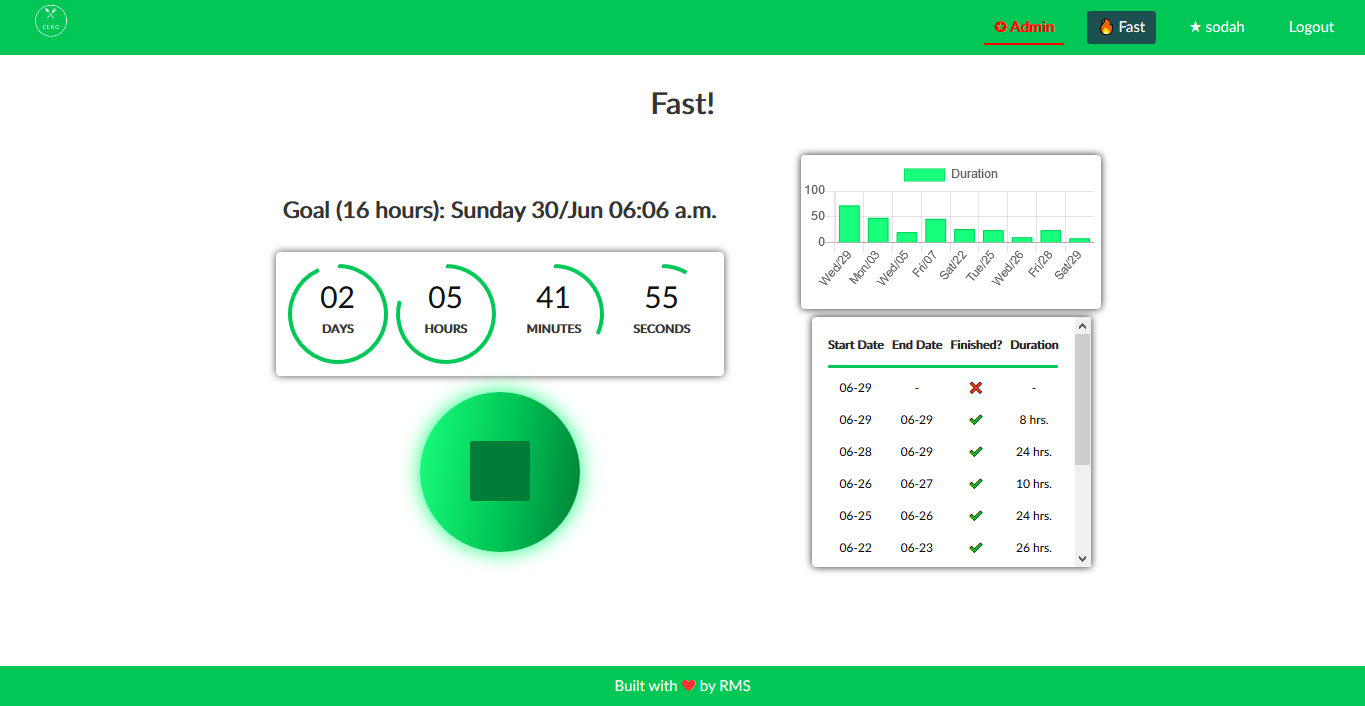 CERO
✪ Admin
🔥 Fast
★ sodah
Logout
Fast!
Goal (16 hours): Sunday 30/Jun 06:06 a.m.
02 05 41 55
DAYS HOURS MINUTES SECONDS
Duration
100
50
0
Wed/29 Mon/03 Wed/05 Fri/07 Sat/22 Tue/25 Wed/26 Fri/28 Sat/29
Start Date End Date Finished? Duration
06-29 - ❌ -
06-29 06-29 ✔ 8 hrs.
06-28 06-29 ✔ 24 hrs.
06-26 06-27 ✔ 10 hrs.
06-25 06-26 ✔ 24 hrs.
06-22 06-23 ✔ 26 hrs.
Built with ❤️ by RMS